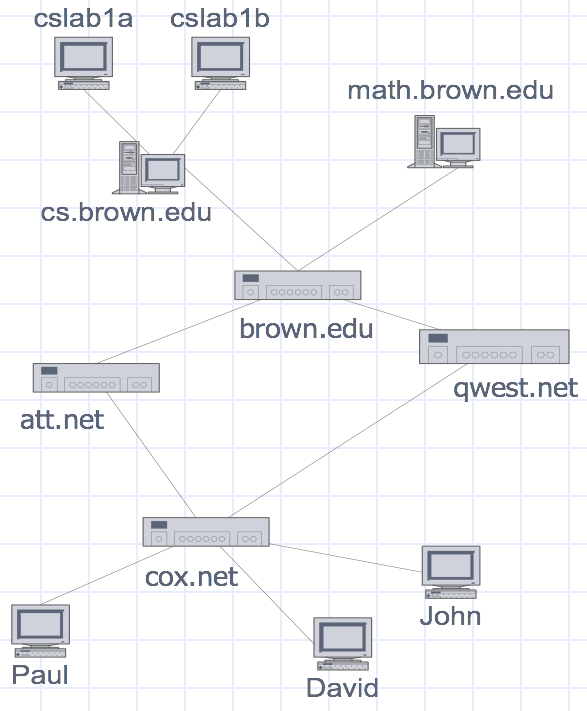 cslab1a
cslab1b
math.brown.edu
cs.brown.edu
brown.edu
qwest.net
att.net
cox.net
John
Paul
David